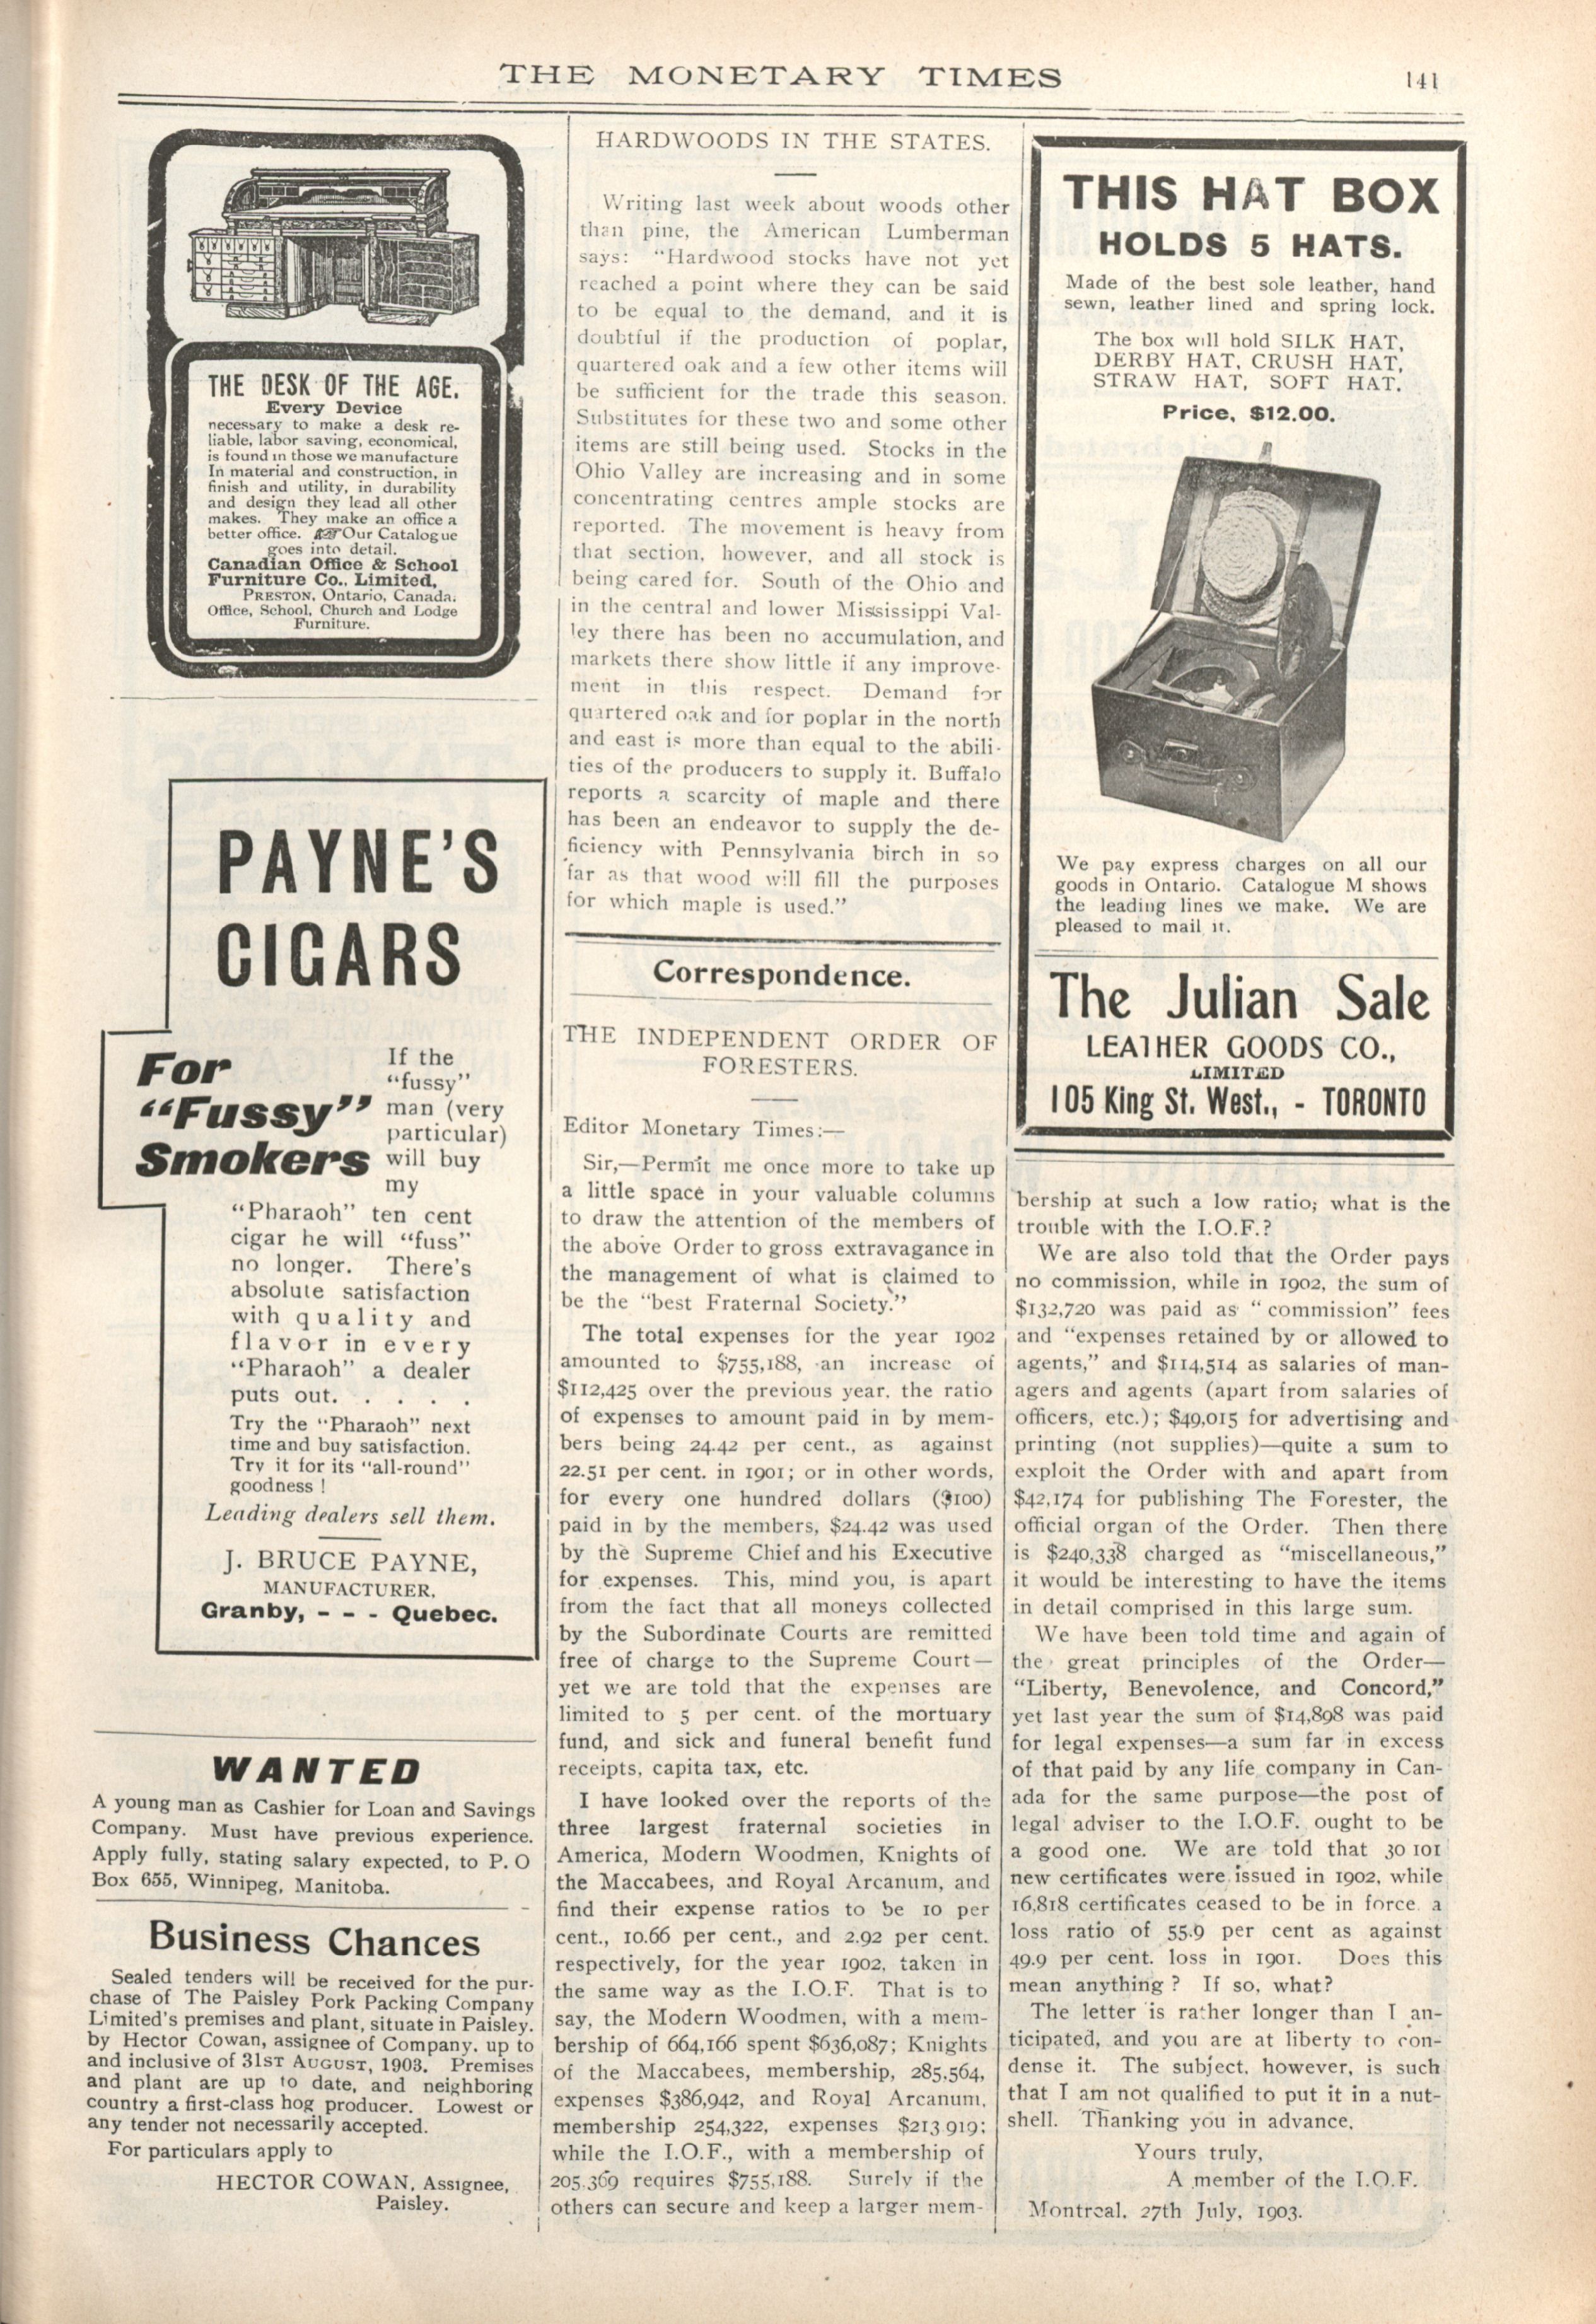 THE MONETARY TIMES
141
THE DESK OF THE AGE.
Every Device
necessary to make a desk re-
liable, labor saving, economical,
is found in those we manufacture
In material and construction, in
finish and utility, in durability
and design they lead all other
makes. They make an office a
better office. ☞Our Catalogue
goes into detail.
Canadian Office & School
Furniture Co., Limited,
PRESTON, Ontario, Canada.
Office, School, Church and Lodge
Furniture.
PAYNE'S
CIGARS
For
"Fussy"
Smokers
If the
"fussy"
man (very
particular)
will buy
my
"Pharaoh" ten cent
cigar he will "fuss"
no longer. There's
absolute satisfaction
with quality and
flavor in every
"Pharaoh" a dealer
puts out. . . . .
Try the "Pharaoh" next
time and buy satisfaction.
Try it for its "all-round"
goodness !
Leading dealers sell them.
J. BRUCE PAYNE,
MANUFACTURER,
Granby, - - - Quebec.
WANTED
A young man as Cashier for Loan and Savings
Company. Must have previous experience.
Apply fully, stating salary expected, to P. O
Box 655, Winnipeg, Manitoba.
Business Chances
Sealed tenders will be received for the pur-
chase of The Paisley Pork Packing Company
Limited's premises and plant, situate in Paisley.
by Hector Cowan, assignee of Company, up to
and inclusive of 31ST AUGUST, 1903. Premises
and plant are up to date, and neighboring
country a first-class hog producer. Lowest or
any tender not necessarily accepted.
For particulars apply to
HECTOR COWAN, Assignee,
Paisley.
HARDWOODS IN THE STATES.
Writing last week about woods other
than pine, the American Lumberman
says: "Hardwood stocks have not yet
reached a point where they can be said
to be equal to the demand, and it is
doubtful if the production of poplar,
quartered oak and a few other items will
be sufficient for the trade this season.
Substitutes for these two and some other
items are still being used. Stocks in the
Ohio Valley are increasing and in some
concentrating centres ample stocks are
reported. The movement is heavy from
that section, however, and all stock is
being cared for. South of the Ohio and
in the central and lower Mississippi Val-
ley there has been no accumulation, and
markets there show little if any improve-
ment in this respect. Demand for
quartered oak and for poplar in the north
and east is more than equal to the abili-
ties of the producers to supply it. Buffalo
reports a scarcity of maple and there
has been an endeavor to supply the de-
ficiency with Pennsylvania birch in so
far as that wood will fill the purposes
for which maple is used."
Correspondence.
THE INDEPENDENT ORDER OF
FORESTERS.
Editor Monetary Times:—
Sir,—Permit me once more to take up
a little space in your valuable columns
to draw the attention of the members of
the above Order to gross extravagance in
the management of what is claimed to
be the "best Fraternal Society."
The total expenses for the year 1902
amounted to $755,188, an increase of
$112,425 over the previous year, the ratio
of expenses to amount paid in by mem-
bers being 24.42 per cent., as against
22.51 per cent. in 1901; or in other words,
for every one hundred dollars ($100)
paid in by the members, $24.42 was used
by the Supreme Chief and his Executive
for expenses. This, mind you, is apart
from the fact that all moneys collected
by the Subordinate Courts are remitted
free of charge to the Supreme Court—
yet we are told that the expenses are
limited to 5 per cent. of the mortuary
fund, and sick and funeral benefit fund
receipts, capita tax, etc.
I have looked over the reports of the
three largest fraternal societies in
America, Modern Woodmen, Knights of
the Maccabees, and Royal Arcanum, and
find their expense ratios to be 10 per
cent., 10.66 per cent., and 2.92 per cent.
respectively, for the year 1902, taken in
the same way as the I.O.F. That is to
say, the Modern Woodmen, with a mem-
bership of 664,166 spent $636,087; Knights
of the Maccabees, membership, 285,564,
expenses $386,942, and Royal Arcanum,
membership 254,322, expenses $213 919;
while the I.O.F., with a membership of
205,369 requires $755,188. Surely if the
others can secure and keep a larger mem-
THIS HAT BOX
HOLDS 5 HATS.
Made of the best sole leather, hand
sewn, leather lined and spring lock.
The box will hold SILK HAT,
DERBY HAT, CRUSH HAT,
STRAW HAT, SOFT HAT.
Price, $12.00.
We pay express charges on all our
goods in Ontario. Catalogue M shows
the leading lines we make. We are
pleased to mail it.
The Julian Sale
LEATHER GOODS CO.,
LIMITED
105 King St. West., - TORONTO
bership at such a low ratio; what is the
trouble with the I.O.F.?
We are also told that the Order pays
no commission, while in 1902, the sum of
$132,720 was paid as "commission" fees
and "expenses retained by or allowed to
agents," and $114,514 as salaries of man-
agers and agents (apart from salaries of
officers, etc.); $49,015 for advertising and
printing (not supplies)—quite a sum to
exploit the Order with and apart from
$42,174 for publishing The Forester, the
official organ of the Order. Then there
is $240,338 charged as "miscellaneous,"
it would be interesting to have the items
in detail comprised in this large sum.
We have been told time and again of
the great principles of the Order—
"Liberty, Benevolence, and Concord,"
yet last year the sum of $14,898 was paid
for legal expenses—a sum far in excess
of that paid by any life company in Can-
ada for the same purpose—the post of
legal adviser to the I.O.F. ought to be
a good one. We are told that 30 101
new certificates were issued in 1902, while
16,818 certificates ceased to be in force a
loss ratio of 55.9 per cent as against
49.9 per cent. loss in 1901. Does this
mean anything? If so, what?
The letter is rather longer than I an-
ticipated, and you are at liberty to con-
dense it. The subject, however, is such
that I am not qualified to put it in a nut-
shell. Thanking you in advance,
Yours truly,
A member of the I.O.F.
Montreal, 27th July, 1903.